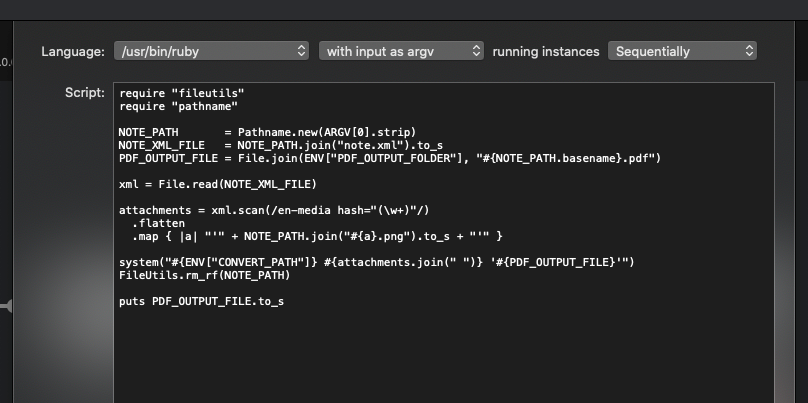 Language: /usr/bin/ruby with input as argv running instances Sequentially
0.
Script:
require "fileutils"
require "pathname"
NOTE_PATH = Pathname.new(ARGV[0].strip)
NOTE_XML_FILE = NOTE_PATH.join("note.xml").to_s
PDF_OUTPUT_FILE = File.join(ENV["PDF_OUTPUT_FOLDER"], "#{NOTE_PATH.basename}.pdf")
xml = File.read(NOTE_XML_FILE)
attachments = xml.scan(/en-media hash="(\w+)"/)
.flatten
.map { |a| "'" + NOTE_PATH.join("#{a}.png").to_s + "'" }
system("#{ENV["CONVERT_PATH"]} #{attachments.join(" ")} '#{PDF_OUTPUT_FILE}'")
FileUtils.rm_rf(NOTE_PATH)
puts PDF_OUTPUT_FILE.to_s